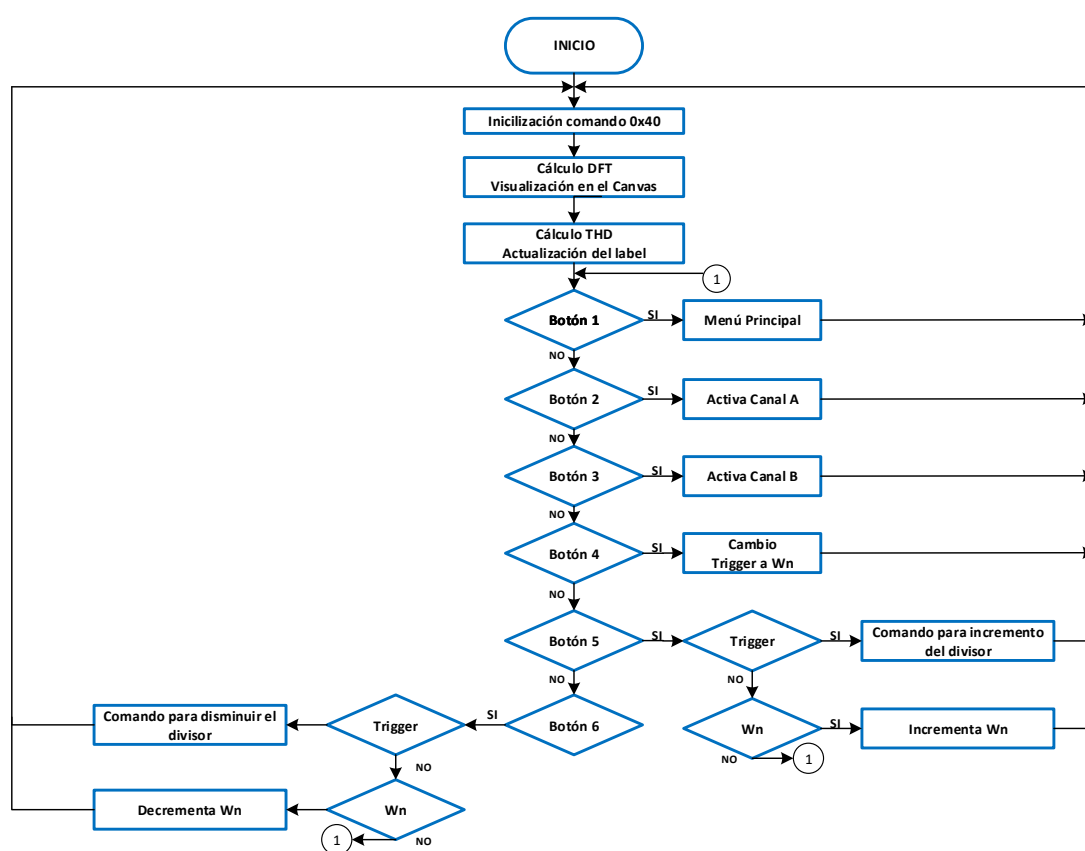 INICIO
Inicilización comando 0x40
Cálculo DFT
Visualización en el Canvas
Cálculo THD
Actualización del label
1
Botón 1
SI
Menú Principal
NO
Botón 2
SI
Activa Canal A
NO
Botón 3
SI
Activa Canal B
NO
Botón 4
SI
Cambio
Trigger a Wn
NO
Botón 5
SI
Trigger
SI
Comando para incremento
del divisor
NO
NO
Comando para disminuir el
divisor
Trigger
SI
Botón 6
Wn
SI
Incrementa Wn
NO
1
NO
Decrementa Wn
Wn
1
NO